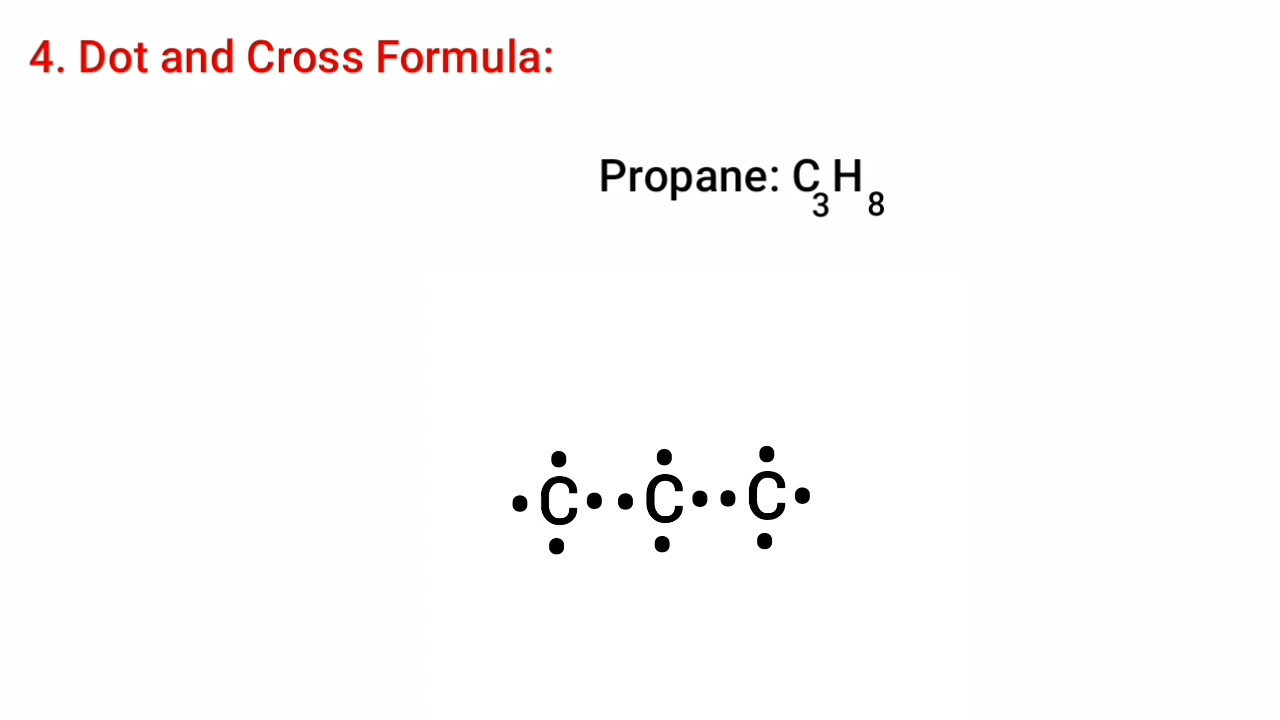 4. Dot and Cross Formula:
Propane: C₃H₈
C C C